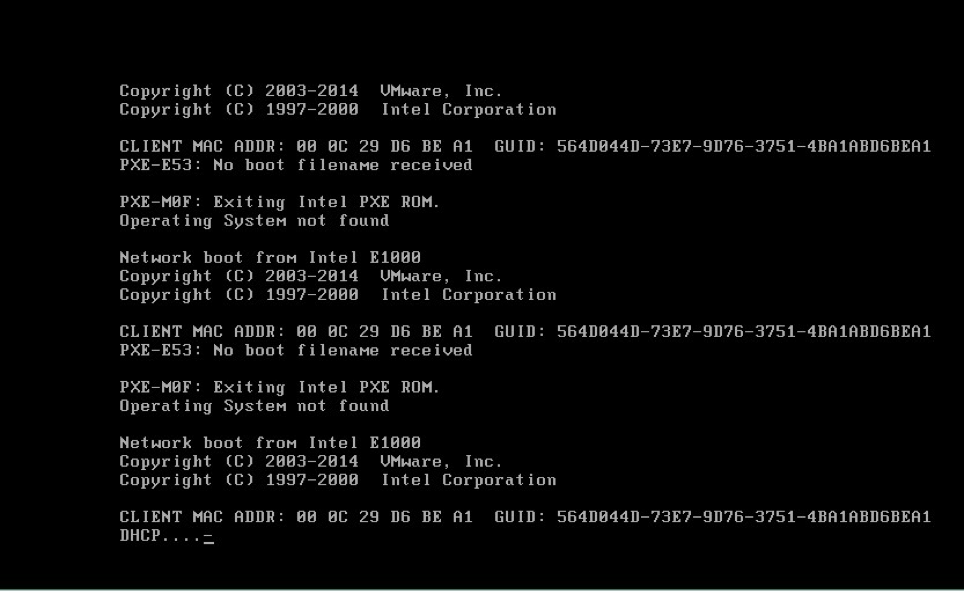 Copyright (C) 2003-2014  VMware, Inc.
Copyright (C) 1997-2000  Intel Corporation
CLIENT MAC ADDR: 00 0C 29 D6 BE A1  GUID: 564D044D-73E7-9D76-3751-4BA1ABD6BEA1
PXE-E53: No boot filename received
PXE-M0F: Exiting Intel PXE ROM.
Operating System not found
Network boot from Intel E1000
Copyright (C) 2003-2014  VMware, Inc.
Copyright (C) 1997-2000  Intel Corporation
CLIENT MAC ADDR: 00 0C 29 D6 BE A1  GUID: 564D044D-73E7-9D76-3751-4BA1ABD6BEA1
PXE-E53: No boot filename received
PXE-M0F: Exiting Intel PXE ROM.
Operating System not found
Network boot from Intel E1000
Copyright (C) 2003-2014  VMware, Inc.
Copyright (C) 1997-2000  Intel Corporation
CLIENT MAC ADDR: 00 0C 29 D6 BE A1  GUID: 564D044D-73E7-9D76-3751-4BA1ABD6BEA1
DHCP....-